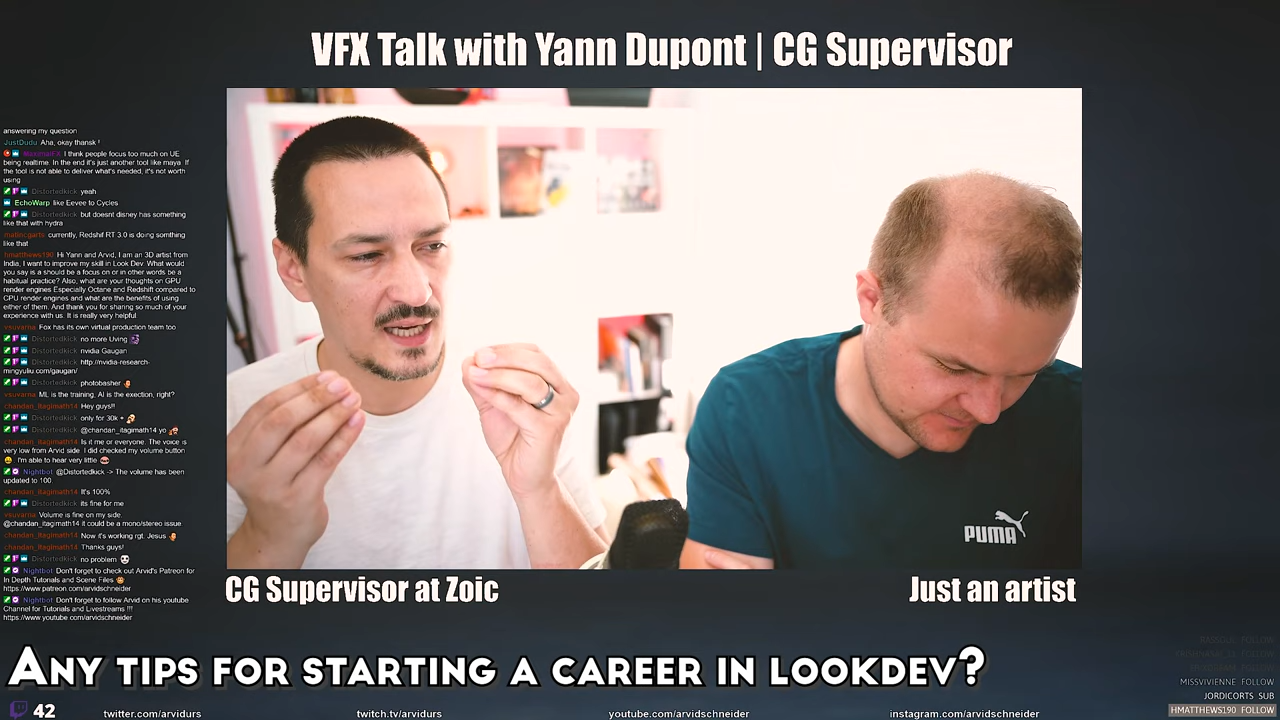 VFX Talk with Yann Dupont | CG Supervisor
answering my question
JustDudu Aha, okay thansk !
I think people focus too much on UE
being realtime. In the end it's just another tool like maya. If
the tool is not able to deliver what's needed, it's not worth
using
Distortedkick yeah
EchoWarp like Eevee to Cycles
Distortedkick but doesnt disney has something
like that with hydra
currently, Redshif RT 3.0 is doing somthing
like that
hmatthews190 Hi Yann and Arvid, I am an 3D artist from
India, I want to improve my skill in Look Dev. What would
you say is a should be a focus on or in other words be a
habitual practice? Also, what are your thoughts on GPU
render engines Especially Octane and Redshift compared to
CPU render engines and what are the benefits of using
either of them. And thank you for sharing so much of your
experience with us. It is really very helpful
vsuvarna Fox has its own virtual production team too
Distortedkick no more Uving
Distortedkick nvidia Gaugan
Distortedkick http://nvidia-research-
mingyuliu.com/gaugan/
Distortedkick photobasher
vsuvarna ML is the training. AI is the exection, right?
chandan_itagimath14 Hey guys!!
Distortedkick only for 30k +
Distortedkick @chandan_itagimath14 yo
chandan_itagimath14 Is it me or everyone. The voice is
very low from Arvid side. I did checked my volume button
I'm able to hear very little
Nightbot @Distortedkick -> The volume has been
updated to 100
chandan_itagimath14 It's 100%
Distortedkick its fine for me
vsuvarna Volume is fine on my side.
@chandan_itagimath14 it could be a mono/stereo issue
chandan_itagimath14 Now it's working rgt. Jesus
chandan_itagimath14 Thanks guys!
Distortedkick no problem
Nightbot Don't forget to check out Arvid's Patreon for
In Depth Tutorials and Scene Files
https://www.patreon.com/arvidschneider
Nightbot Don't forget to follow Arvid on his youtube
Channel for Tutorials and Livestreams !!!
https://www.youtube.com/arvidschneider
PUMA
CG Supervisor at Zoic
Just an artist
ANY TIPS FOR STARTING A CAREER IN LOOKDEV?
MISSVIVIENNE FOLLOW
JORDICORTS SUB
HMATTHEWS190 FOLLOW
42
twitter.com/arvidurs
twitch.tv/arvidurs
youtube.com/arvidschneider
instagram.com/arvidschneider